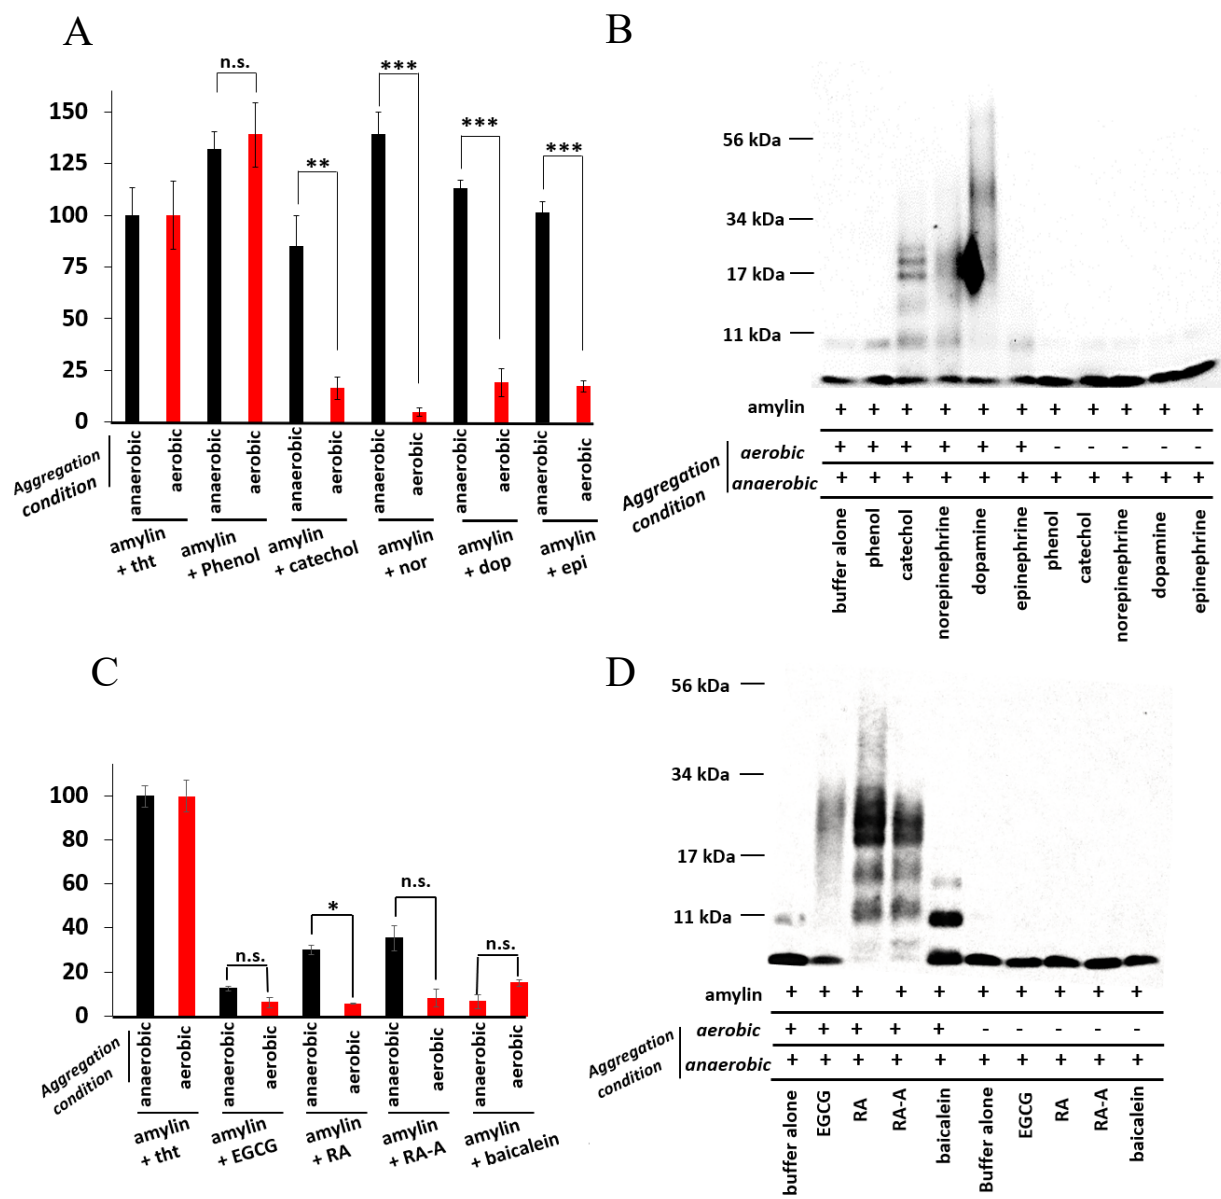 A
n.s.
**
***
***
***
150
125
100
75
50
25
0
Aggregation
condition
anaerobic
aerobic
anaerobic
aerobic
anaerobic
aerobic
anaerobic
aerobic
anaerobic
aerobic
anaerobic
aerobic
amylin
+ tht
amylin
+ Phenol
amylin
+ catechol
amylin
+ nor
amylin
+ dop
amylin
+ epi
B
56 kDa
34 kDa
17 kDa
11 kDa
amylin + + + + + + + + + + +
aerobic + + + + + + - - - - -
anaerobic + + + + + + + + + + +
Aggregation
condition
buffer alone
phenol
catechol
norepinephrine
dopamine
epinephrine
phenol
catechol
norepinephrine
dopamine
epinephrine
C
100
80
60
40
20
0
n.s.
*
n.s.
n.s.
Aggregation
condition
anaerobic
aerobic
anaerobic
aerobic
anaerobic
aerobic
anaerobic
aerobic
anaerobic
aerobic
amylin
+ tht
amylin
+ EGCG
amylin
+ RA
amylin
+ RA-A
amylin
+ baicalein
D
56 kDa
34 kDa
17 kDa
11 kDa
amylin + + + + + + + + + +
aerobic + + + + + - - - - -
anaerobic + + + + + + + + + +
Aggregation
condition
buffer alone
EGCG
RA
RA-A
baicalein
Buffer alone
EGCG
RA
RA-A
baicalein